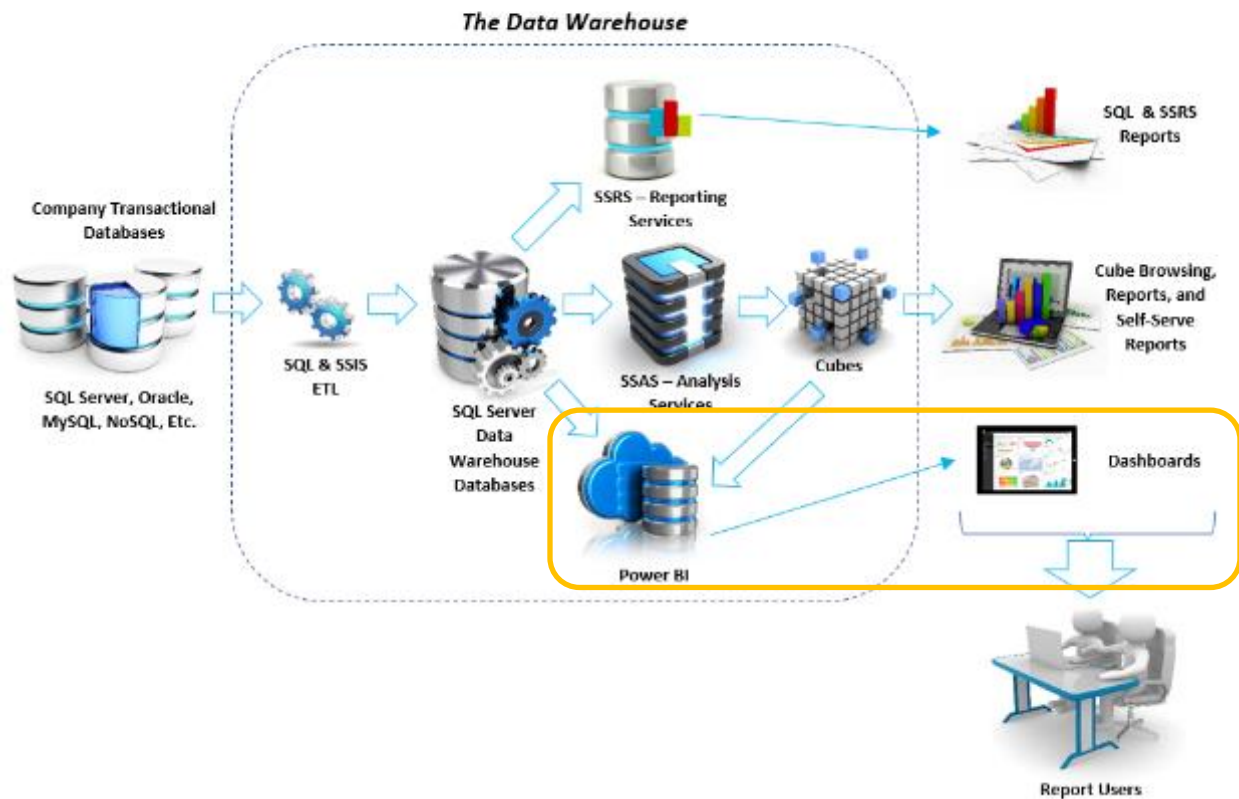 The Data Warehouse
SQL & SSRS
Reports
SSRS – Reporting
Services
Company Transactional
Databases
Cube Browsing,
Reports, and
Self-Serve
Reports
SQL & SSIS
ETL
SSAS – Analysis
Services
Cubes
SQL Server, Oracle,
MySQL, NoSQL, Etc.
SQL Server
Data
Warehouse
Databases
Dashboards
Power BI
Report Users